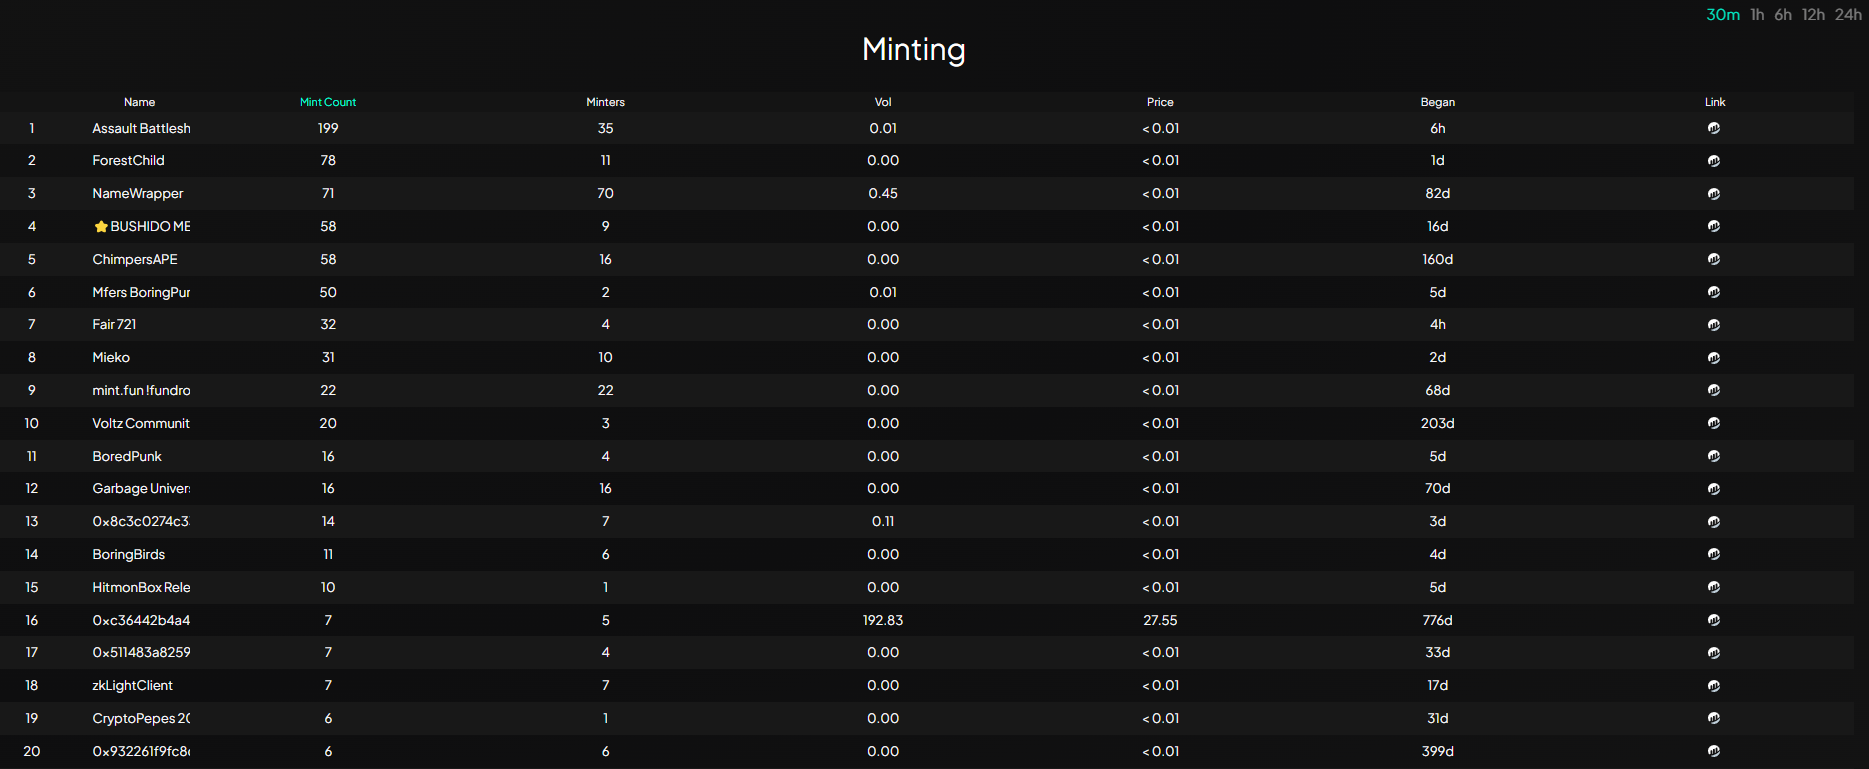 30m 1h 6h 12h 24h
Minting
Name Mint Count Minters Vol Price Began Link
1 Assault Battlesh 199 35 0.01 < 0.01 6h
2 ForestChild 78 11 0.00 < 0.01 1d
3 NameWrapper 71 70 0.45 < 0.01 82d
4 ⭐ BUSHIDO ME 58 9 0.00 < 0.01 16d
5 ChimpersAPE 58 16 0.00 < 0.01 160d
6 Mfers BoringPur 50 2 0.01 < 0.01 5d
7 Fair 721 32 4 0.00 < 0.01 4h
8 Mieko 31 10 0.00 < 0.01 2d
9 mint.fun !fundro 22 22 0.00 < 0.01 68d
10 Voltz Communit 20 3 0.00 < 0.01 203d
11 BoredPunk 16 4 0.00 < 0.01 5d
12 Garbage Univers 16 16 0.00 < 0.01 70d
13 0x8c3c0274c3 14 7 0.11 < 0.01 3d
14 BoringBirds 11 6 0.00 < 0.01 4d
15 HitmonBox Rele 10 1 0.00 < 0.01 5d
16 0xc36442b4a4 7 5 192.83 27.55 776d
17 0x511483a8259 7 4 0.00 < 0.01 33d
18 zkLightClient 7 7 0.00 < 0.01 17d
19 CryptoPepes 20 6 1 0.00 < 0.01 31d
20 0x932261f9fc8 6 6 0.00 < 0.01 399d